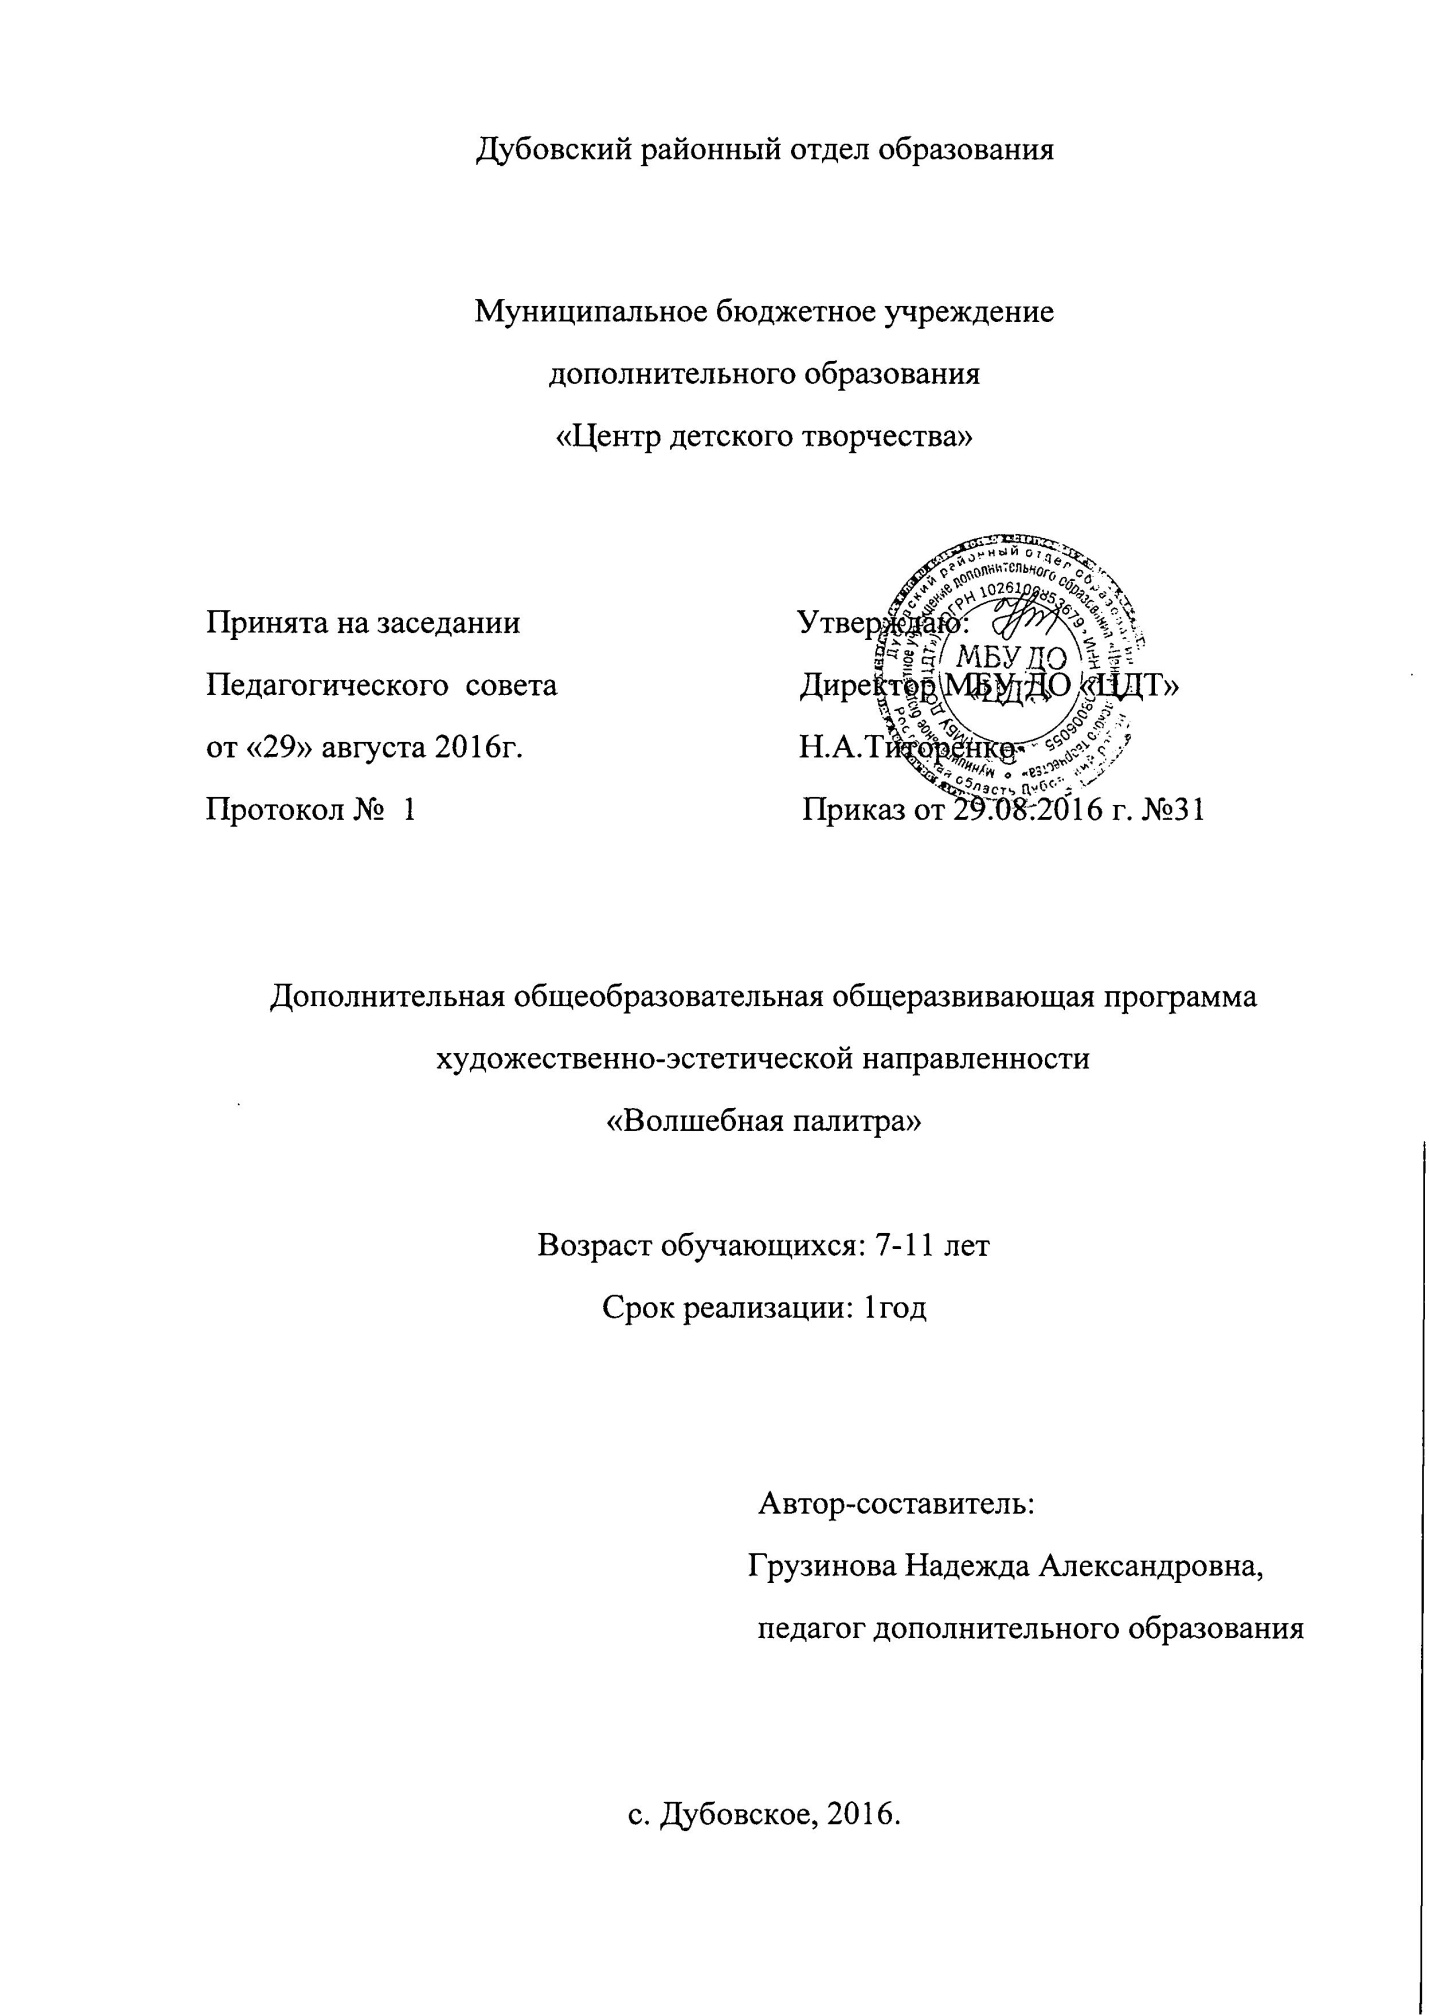 Дубовский районный отдел образования
Муниципальное бюджетное учреждение
дополнительного образования
«Центр детского творчества»
Принята на заседании
Педагогического совета
от «29» августа 2016г.
Протокол № 1
Утверждаю:
Директор МБУ ДО «ЦДТ»
Н.А.Титоренко
Приказ от 29.08.2016 г. №31
МБУ ДО
«ЦДТ»
Дополнительная общеобразовательная общеразвивающая программа
художественно-эстетической направленности
«Волшебная палитра»
Возраст обучающихся: 7-11 лет
Срок реализации: 1год
Автор-составитель:
Грузинова Надежда Александровна,
педагог дополнительного образования
с. Дубовское, 2016.